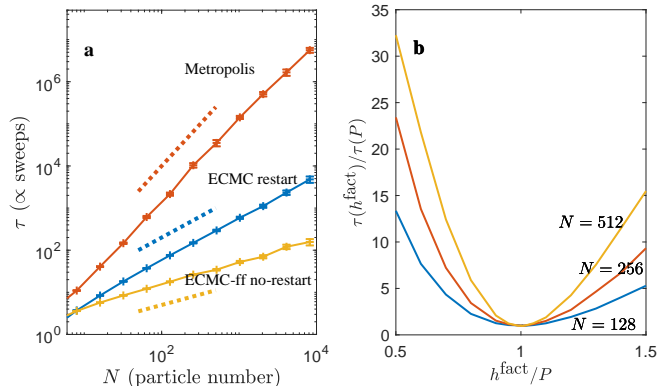 a
Metropolis
ECMC restart
ECMC-ff no-restart
10^6
10^4
10^2
10^0
10^2
10^4
τ (∝ sweeps)
N (particle number)
b
35
30
25
20
15
10
5
0
0.5
1
1.5
N = 512
N = 256
N = 128
τ(h^fact)/τ(P)
h^fact/P